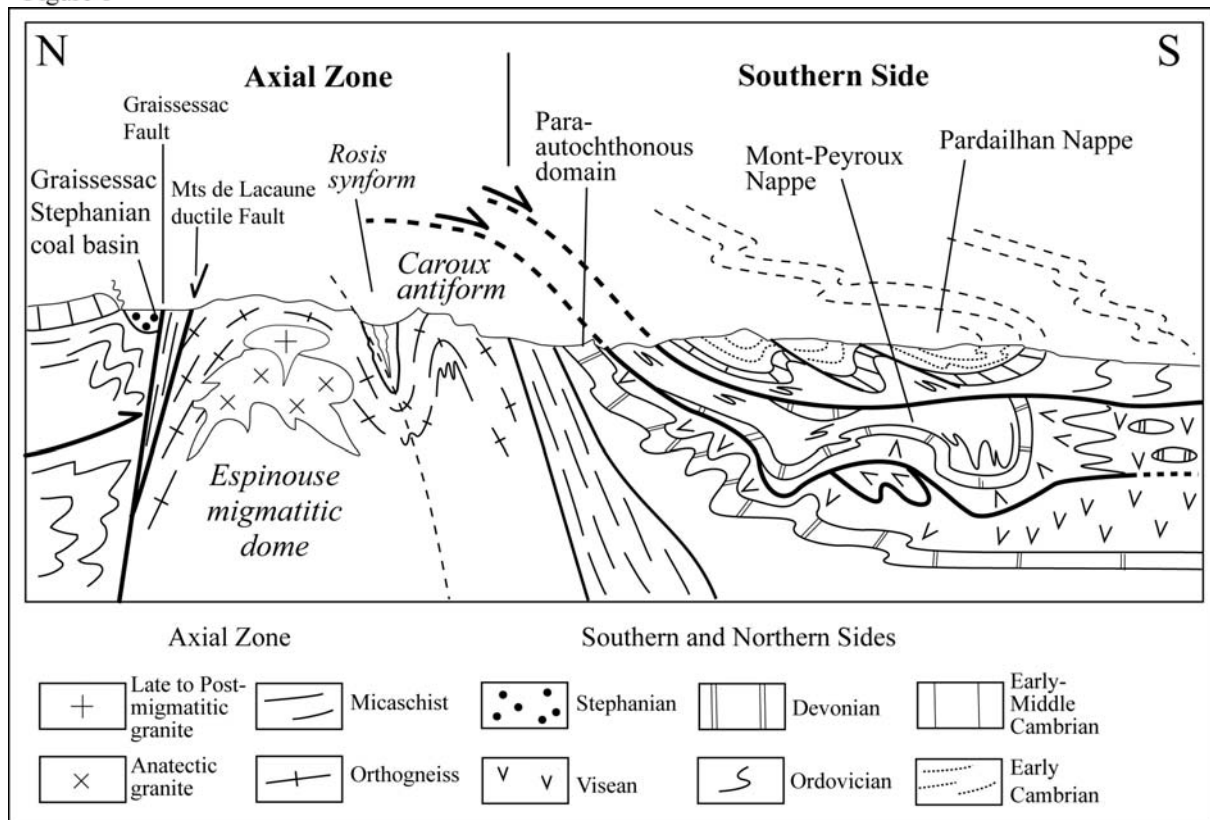 N
S
Axial Zone
Southern Side
Graissessac
Fault
Graissessac
Stephanian
coal basin
Mts de Lacaune
ductile Fault
Rosis
synform
Caroux
antiform
Para-
autochthonous
domain
Mont-Peyroux
Nappe
Pardailhan Nappe
Espinouse
migmatitic
dome
Axial Zone
Southern and Northern Sides
Late to Post-
migmatitic
granite
Micaschist
Stephanian
Devonian
Early-
Middle
Cambrian
Anatectic
granite
Orthogneiss
Visean
Ordovician
Early
Cambrian